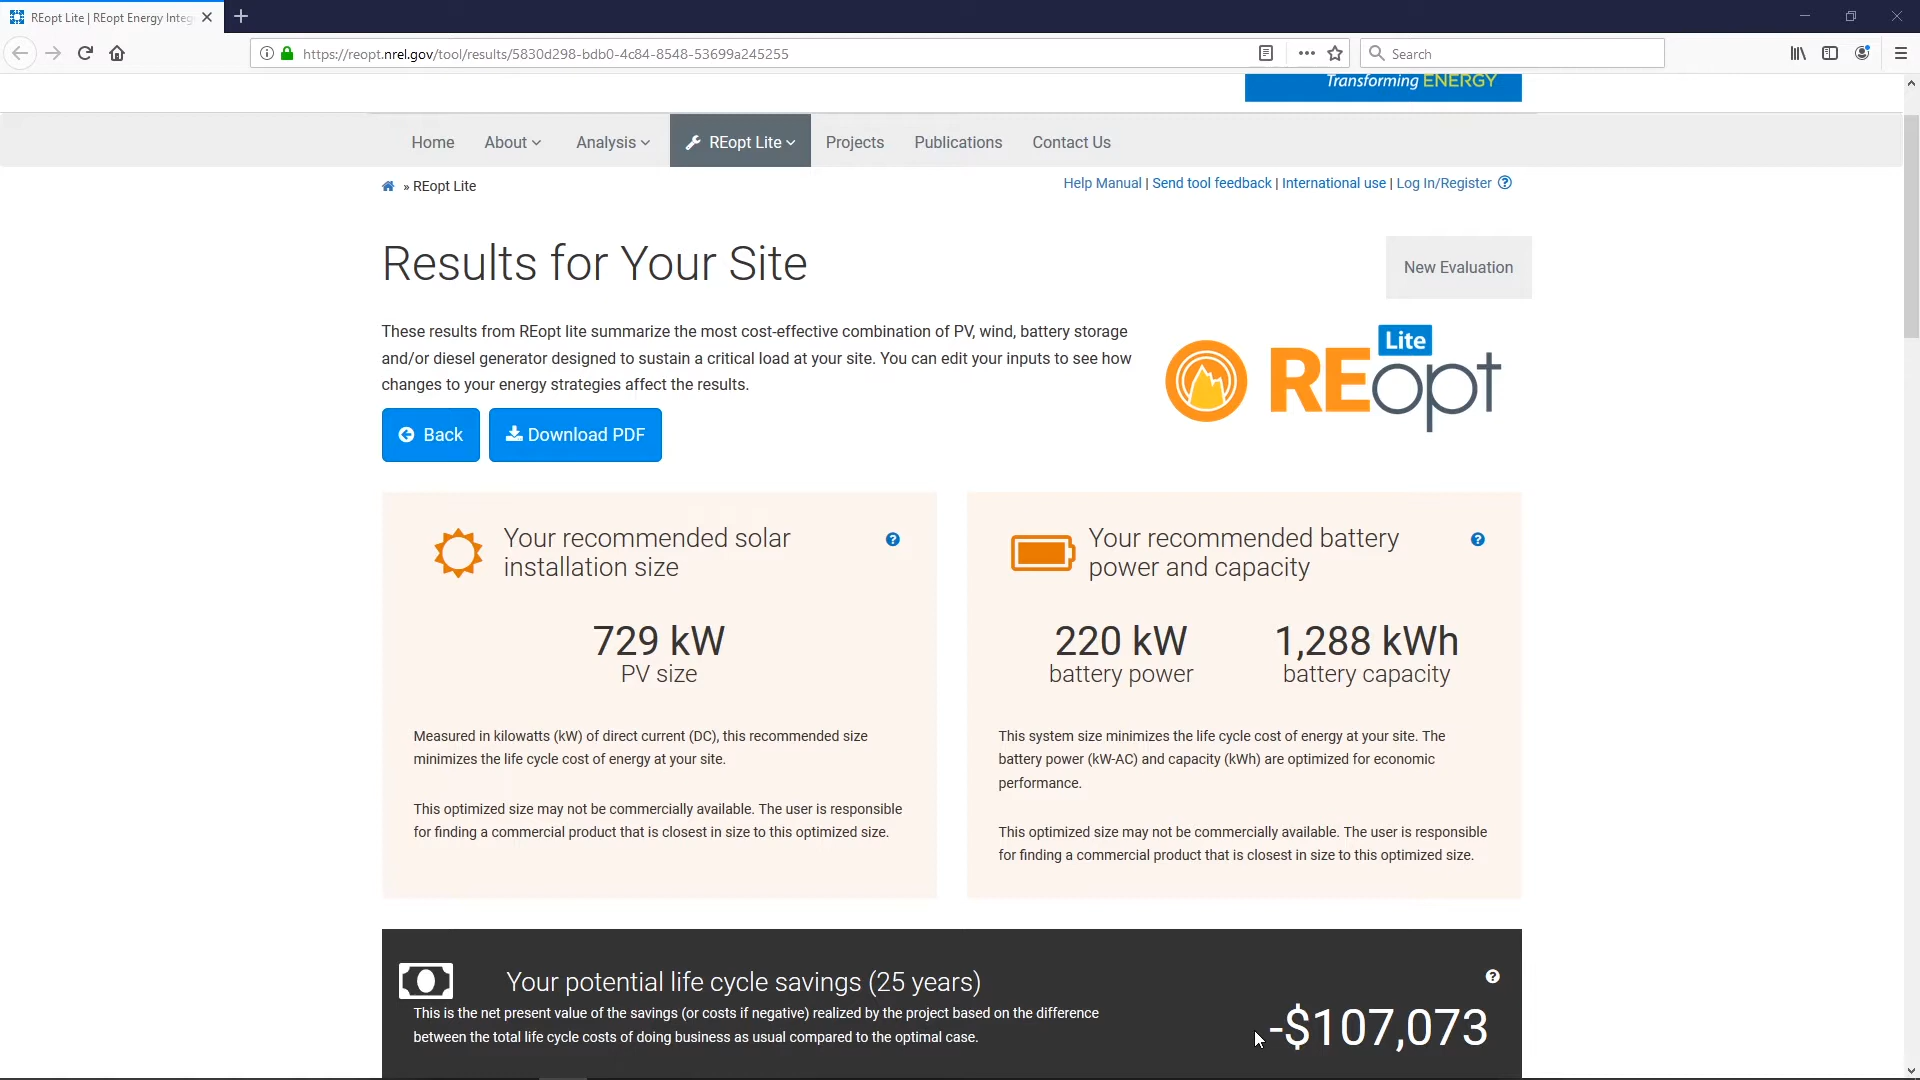 REopt Lite | REopt Energy Integ
https://reopt.nrel.gov/tool/results/5830d298-bdb0-4c84-8548-53699a245255
Search
Transforming ENERGY
Home About Analysis REopt Lite Projects Publications Contact Us
» REopt Lite
Help Manual | Send tool feedback | International use | Log In/Register
Results for Your Site
New Evaluation
These results from REopt lite summarize the most cost-effective combination of PV, wind, battery storage
and/or diesel generator designed to sustain a critical load at your site. You can edit your inputs to see how
changes to your energy strategies affect the results.
Lite
REopt
Back
Download PDF
Your recommended solar
installation size
?
729 kW
PV size
Measured in kilowatts (kW) of direct current (DC), this recommended size
minimizes the life cycle cost of energy at your site.
This optimized size may not be commercially available. The user is responsible
for finding a commercial product that is closest in size to this optimized size.
Your recommended battery
power and capacity
?
220 kW
battery power
1,288 kWh
battery capacity
This system size minimizes the life cycle cost of energy at your site. The
battery power (kW-AC) and capacity (kWh) are optimized for economic
performance.
This optimized size may not be commercially available. The user is responsible
for finding a commercial product that is closest in size to this optimized size.
Your potential life cycle savings (25 years)
?
This is the net present value of the savings (or costs if negative) realized by the project based on the difference
between the total life cycle costs of doing business as usual compared to the optimal case.
-$107,073